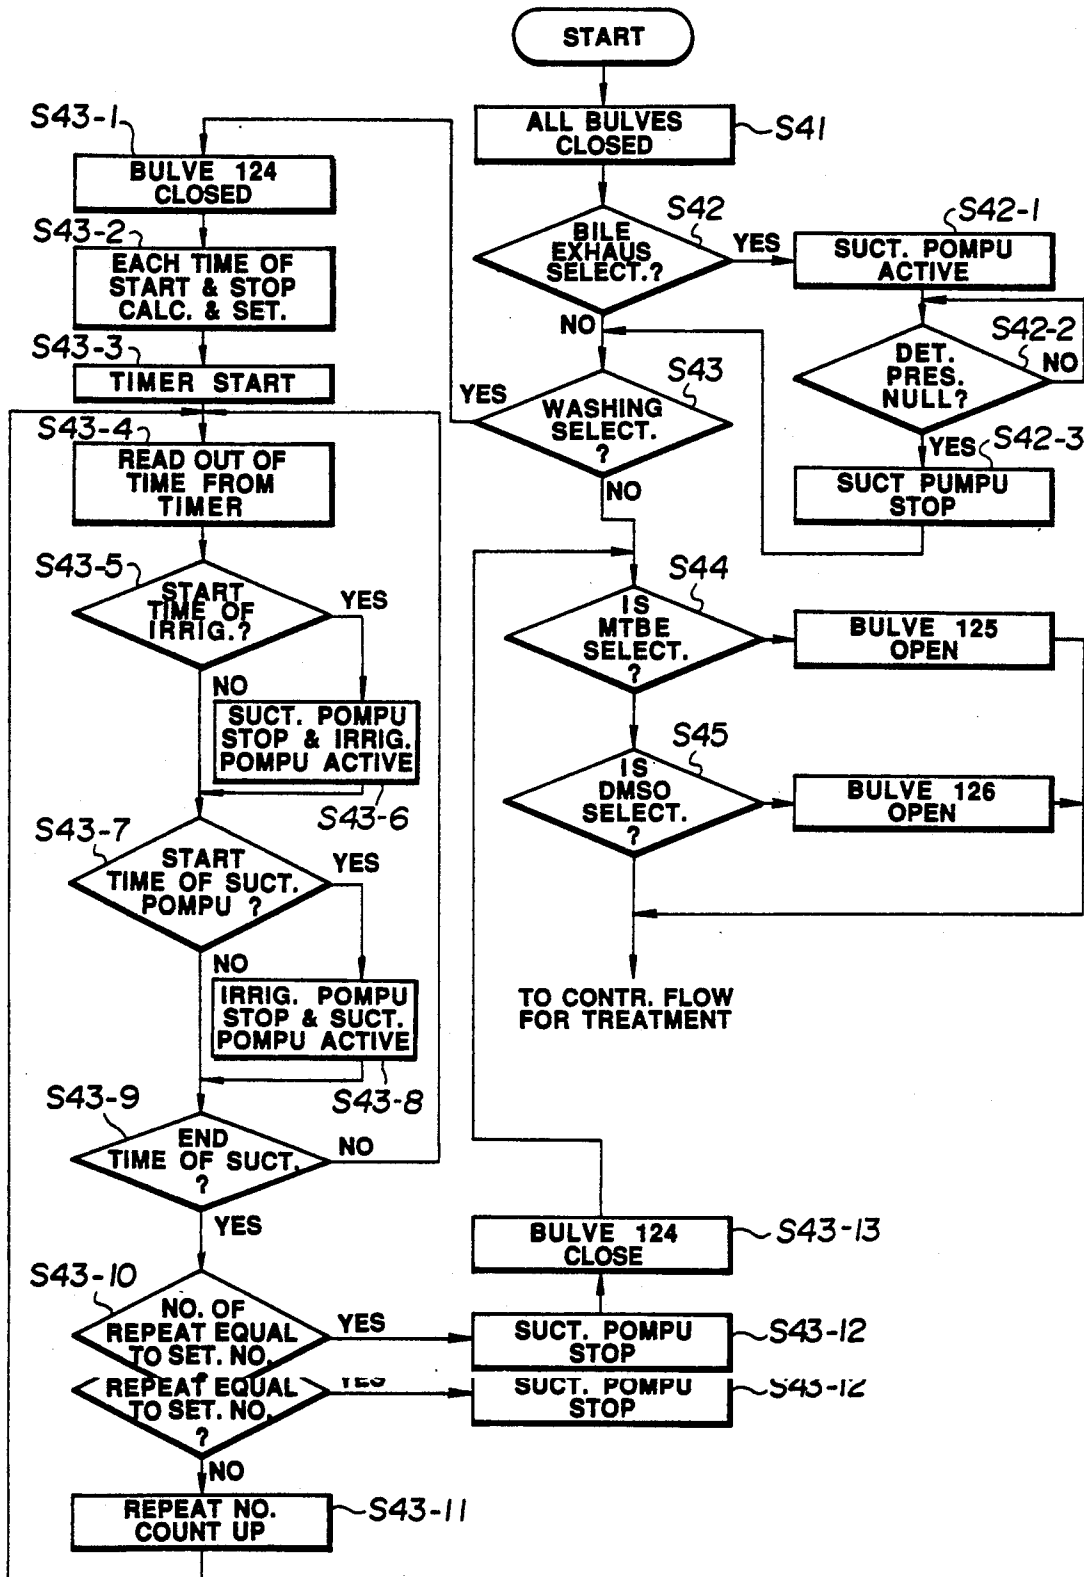 START
ALL BULVES
CLOSED
S41
S43-1
BULVE 124
CLOSED
S43-2
EACH TIME OF
START & STOP
CALC. & SET.
S43-3
TIMER START
S43-4
READ OUT OF
TIME FROM
TIMER
S43-5
START
TIME OF
IRRIG.?
YES
NO
SUCT. POMPU
STOP & IRRIG.
POMPU ACTIVE
S43-6
S43-7
START
TIME OF SUCT.
POMPU ?
YES
NO
IRRIG. POMPU
STOP & SUCT.
POMPU ACTIVE
S43-8
S43-9
END
TIME OF SUCT.
?
NO
YES
S43-10
NO. OF
REPEAT EQUAL
TO SET. NO.
YES
REPEAT EQUAL
TO SET. NO.
?
YES
NO
REPEAT NO.
COUNT UP
S43-11
BILE
EXHAUS
SELECT.?
S42
YES
NO
S42-1
SUCT. POMPU
ACTIVE
S42-2
DET.
PRES.
NULL?
NO
YES
S42-3
SUCT PUMPU
STOP
WASHING
SELECT.
?
S43
YES
NO
IS
MTBE
SELECT.
?
S44
BULVE 125
OPEN
IS
DMSO
SELECT.
?
S45
BULVE 126
OPEN
TO CONTR. FLOW
FOR TREATMENT
BULVE 124
CLOSE
S43-13
SUCT. POMPU
STOP
S43-12
SUCT. POMPU
STOP
S43-12